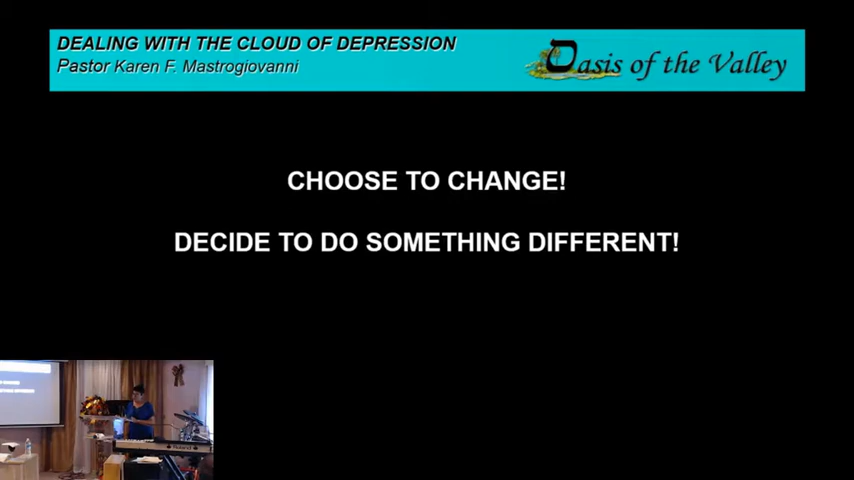 DEALING WITH THE CLOUD OF DEPRESSION
Pastor Karen F. Mastrogiovanni
Oasis of the Valley
CHOOSE TO CHANGE!
DECIDE TO DO SOMETHING DIFFERENT!
Roland